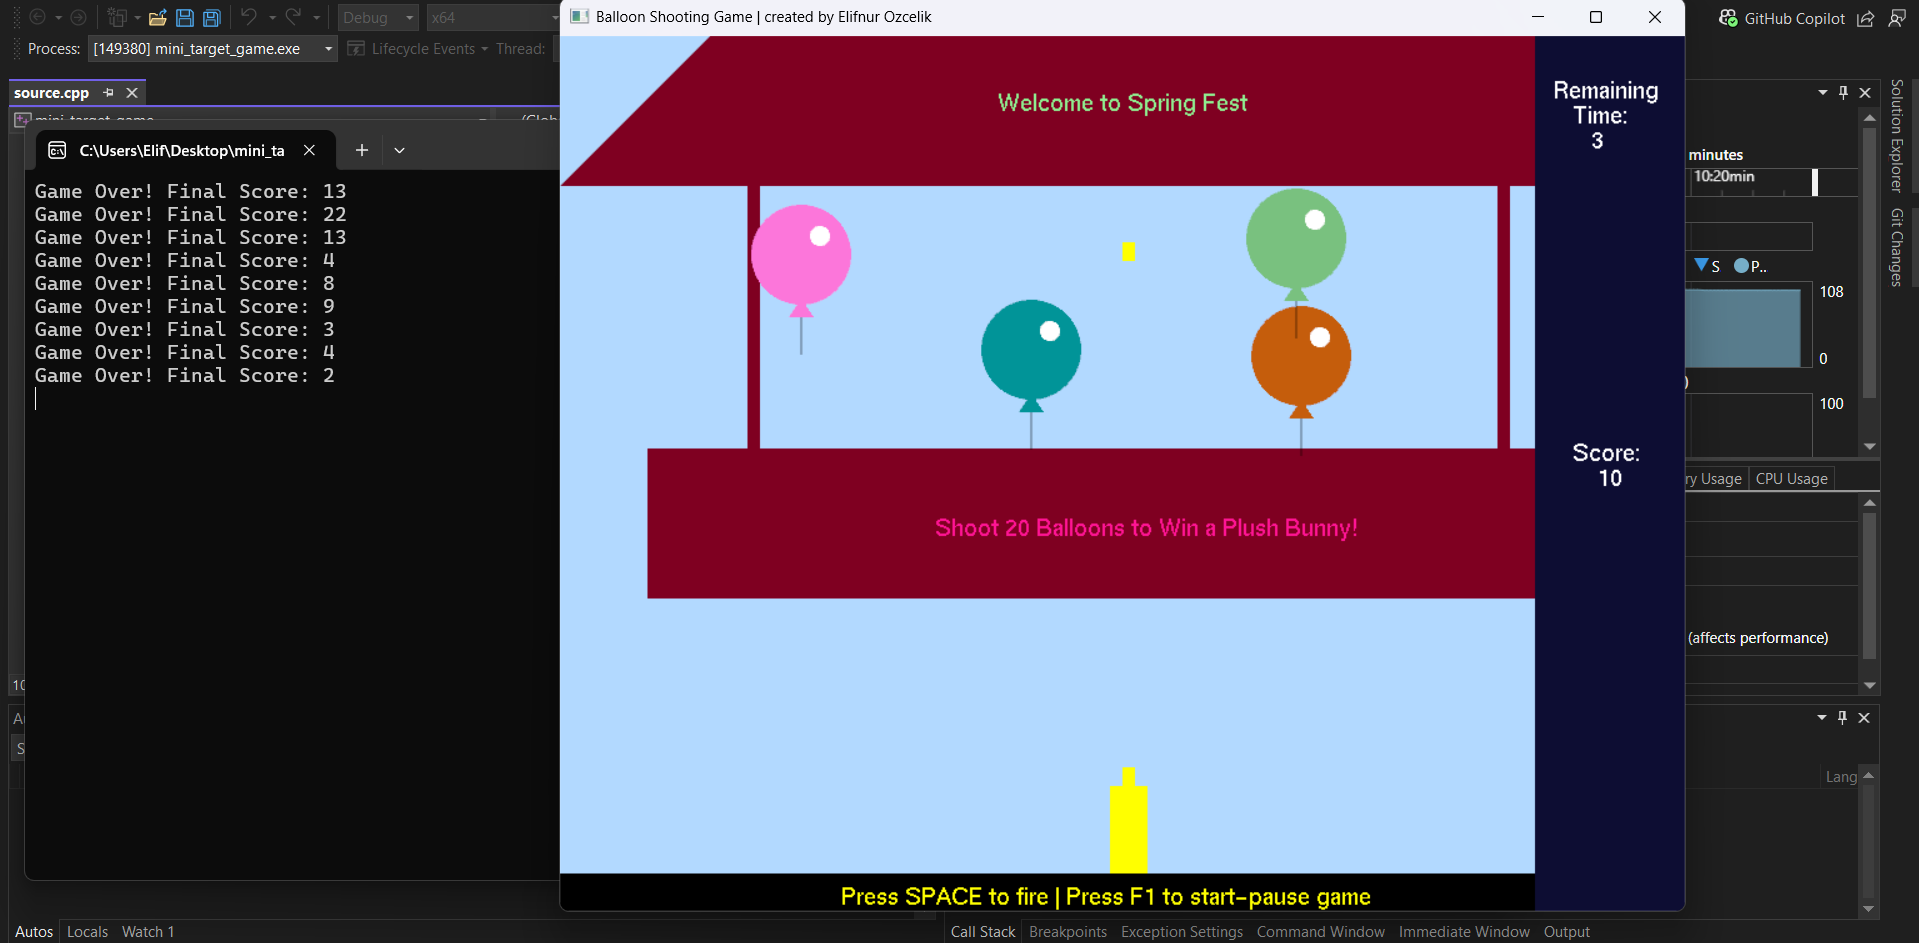 Debug
x64
GitHub Copilot
Process:
[149380] mini_target_game.exe
Lifecycle Events
Thread:
source.cpp
C:\Users\Elif\Desktop\mini_ta
Game Over! Final Score: 13
Game Over! Final Score: 22
Game Over! Final Score: 13
Game Over! Final Score: 4
Game Over! Final Score: 8
Game Over! Final Score: 9
Game Over! Final Score: 3
Game Over! Final Score: 4
Game Over! Final Score: 2
Balloon Shooting Game | created by Elifnur Ozcelik
Welcome to Spring Fest
Remaining
Time:
3
Score:
10
Shoot 20 Balloons to Win a Plush Bunny!
Press SPACE to fire | Press F1 to start-pause game
minutes
10:20min
S
P..
108
0
100
ry Usage
CPU Usage
(affects performance)
Lang
Solution Explorer
Git Changes
Autos
Locals
Watch 1
Call Stack
Breakpoints
Exception Settings
Command Window
Immediate Window
Output